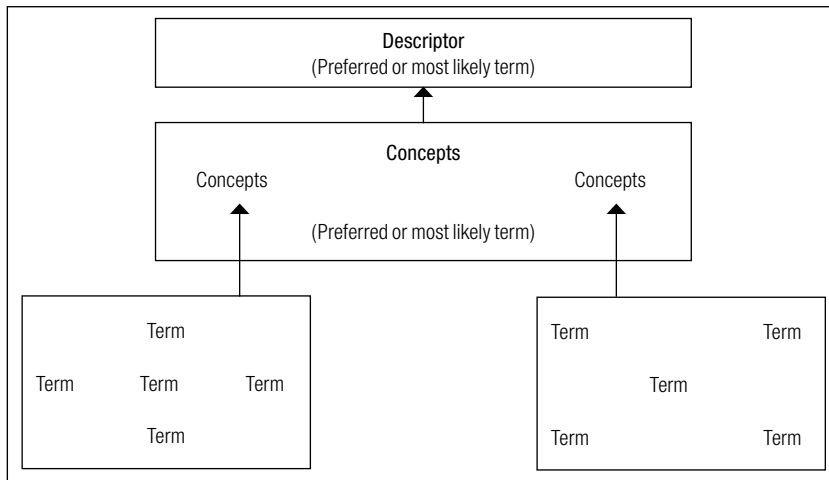 Descriptor
(Preferred or most likely term)
Concepts
Concepts Concepts
(Preferred or most likely term)
Term
Term Term Term
Term
Term Term
Term
Term Term